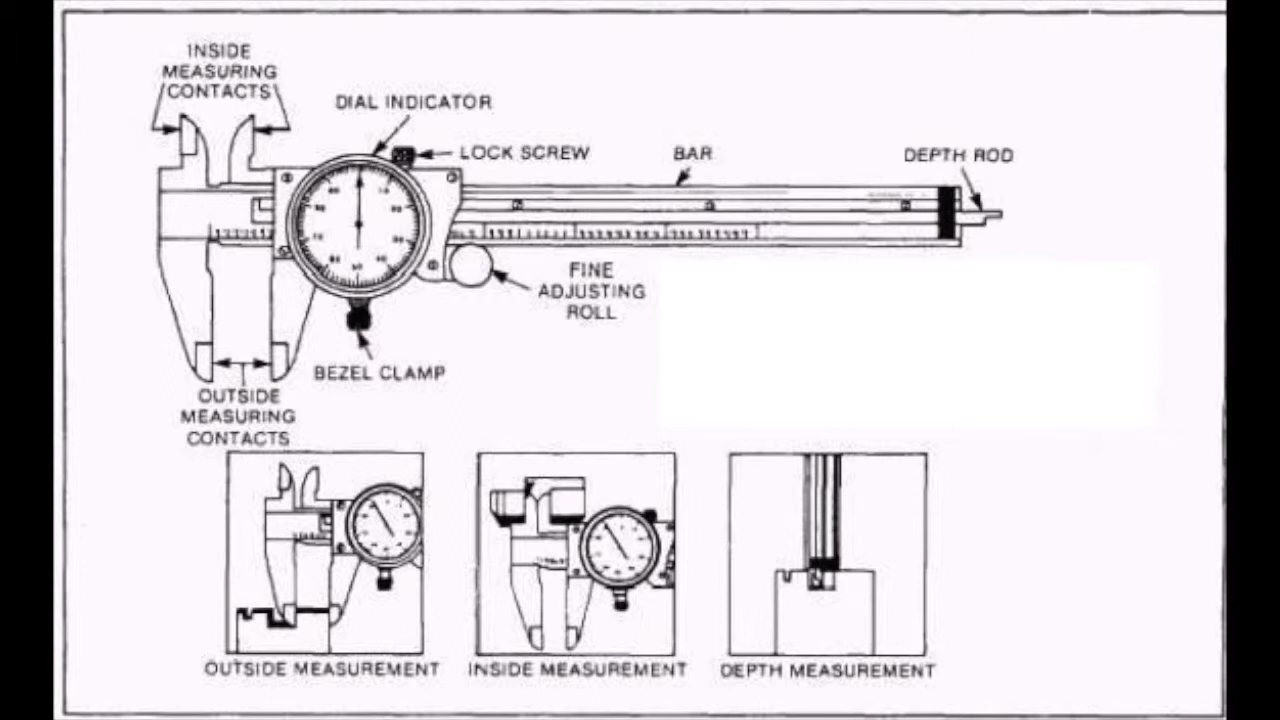 INSIDE
MEASURING
CONTACTS
DIAL INDICATOR
LOCK SCREW
BAR
DEPTH ROD
FINE
ADJUSTING
ROLL
BEZEL CLAMP
OUTSIDE
MEASURING
CONTACTS
OUTSIDE MEASUREMENT
INSIDE MEASUREMENT
DEPTH MEASUREMENT